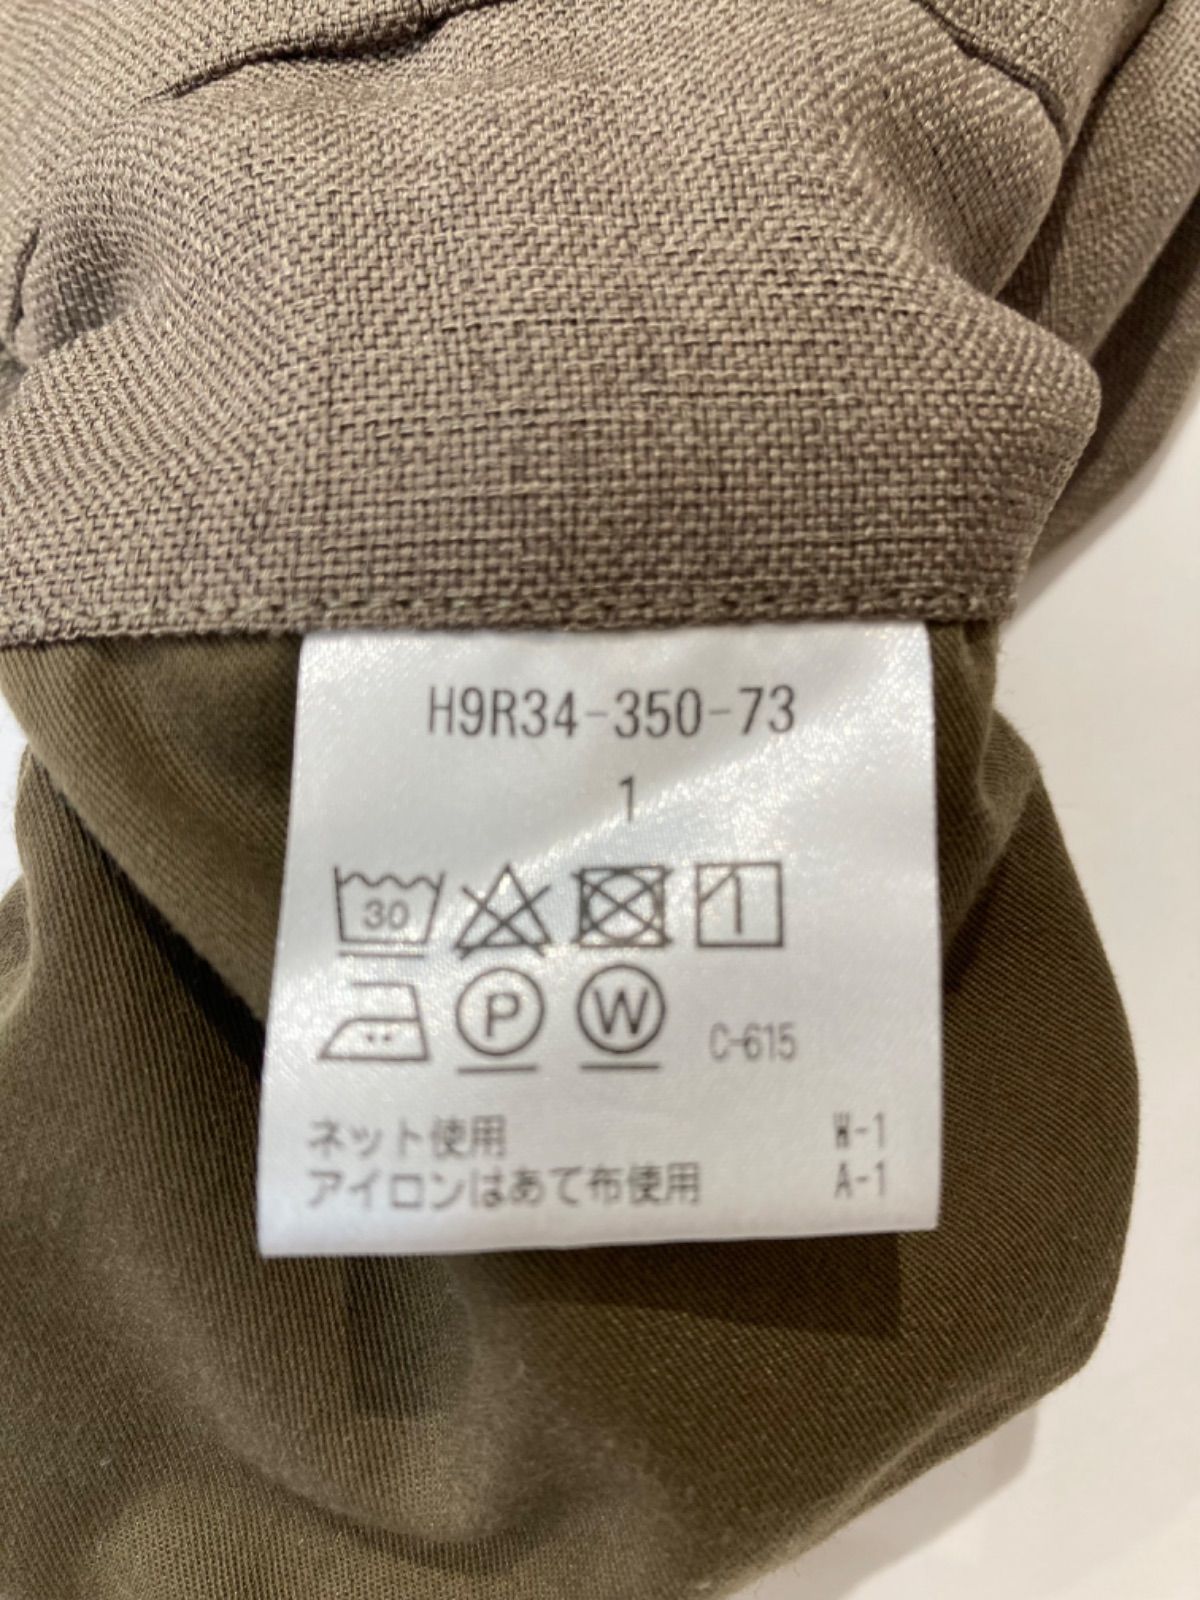 H9R34-350-73
1
30
P W C-615
ネット使用 W-1
アイロンはあて布使用 A-1